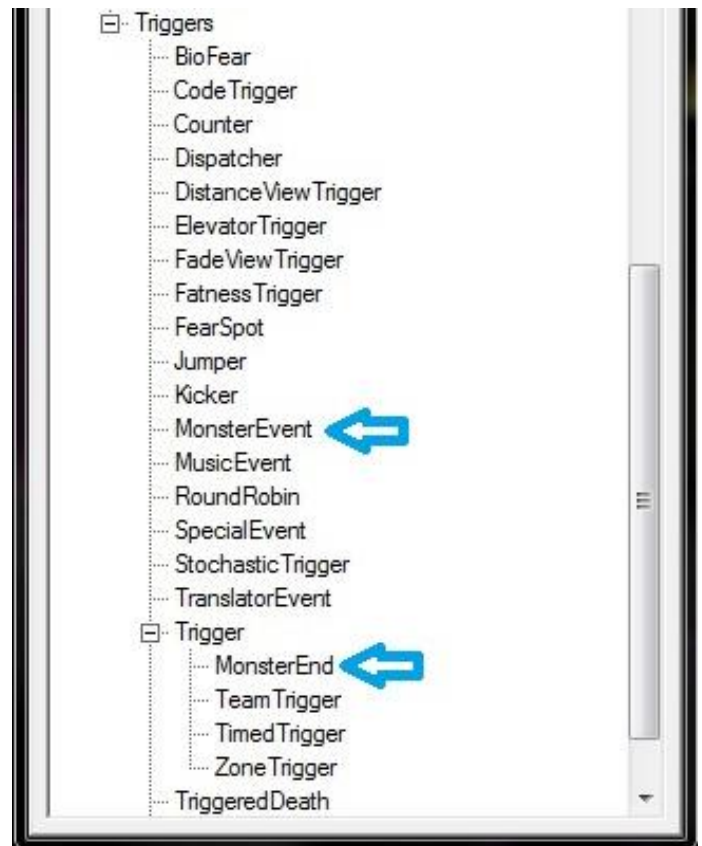 Triggers
BioFear
CodeTrigger
Counter
Dispatcher
DistanceViewTrigger
ElevatorTrigger
FadeViewTrigger
FatnessTrigger
FearSpot
Jumper
Kicker
MonsterEvent
MusicEvent
RoundRobin
SpecialEvent
StochasticTrigger
TranslatorEvent
Trigger
MonsterEnd
TeamTrigger
TimedTrigger
ZoneTrigger
TriggeredDeath